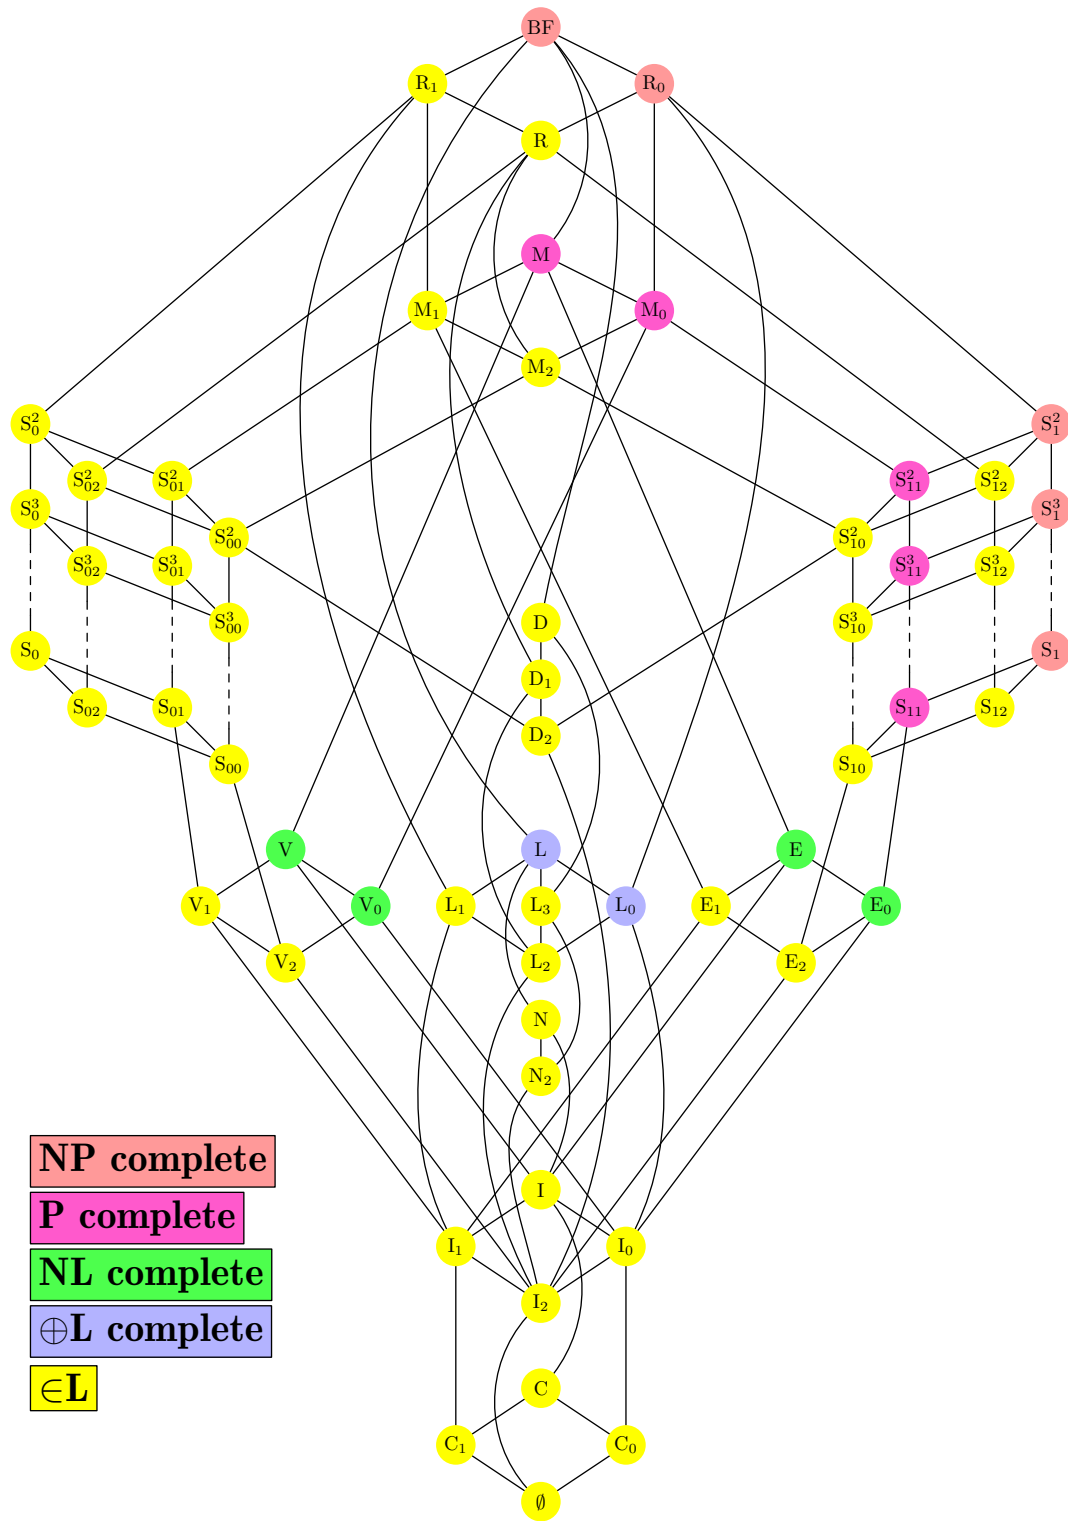 BF
R₁ R₀
R
M
M₁ M₀
M₂
S₀² S₁²
S₀₂² S₀₁² S₁₁² S₁₂²
S₀³ S₁³
S₀₀² S₁₀²
S₀₂³ S₀₁³ S₁₁³ S₁₂³
S₀₀³ D S₁₀³
S₀ S₁
D₁
S₀₂ S₀₁ S₁₁ S₁₂
D₂
S₀₀ S₁₀
V L E
V₁ V₀ L₁ L₃ L₀ E₁ E₀
V₂ L₂ E₂
N
N₂
NP complete
I
P complete
I₁ I₀
NL complete
I₂
⊕L complete
C
∈L
C₁ C₀
∅